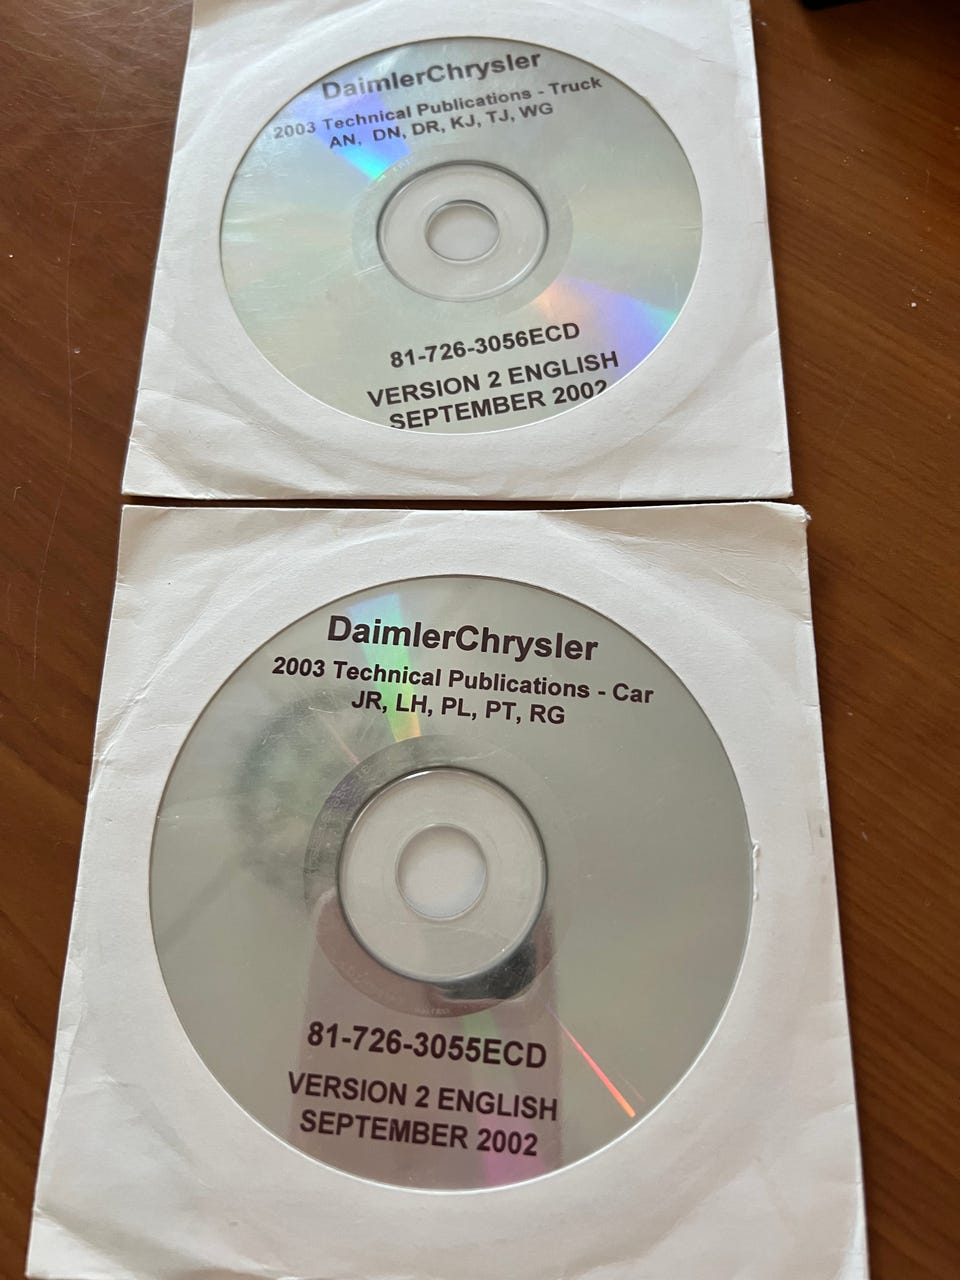 DaimlerChrysler
2003 Technical Publications - Truck
AN, DN, DR, KJ, TJ, WG
81-726-3056ECD
VERSION 2 ENGLISH
SEPTEMBER 2002
DaimlerChrysler
2003 Technical Publications - Car
JR, LH, PL, PT, RG
81-726-3055ECD
VERSION 2 ENGLISH
SEPTEMBER 2002